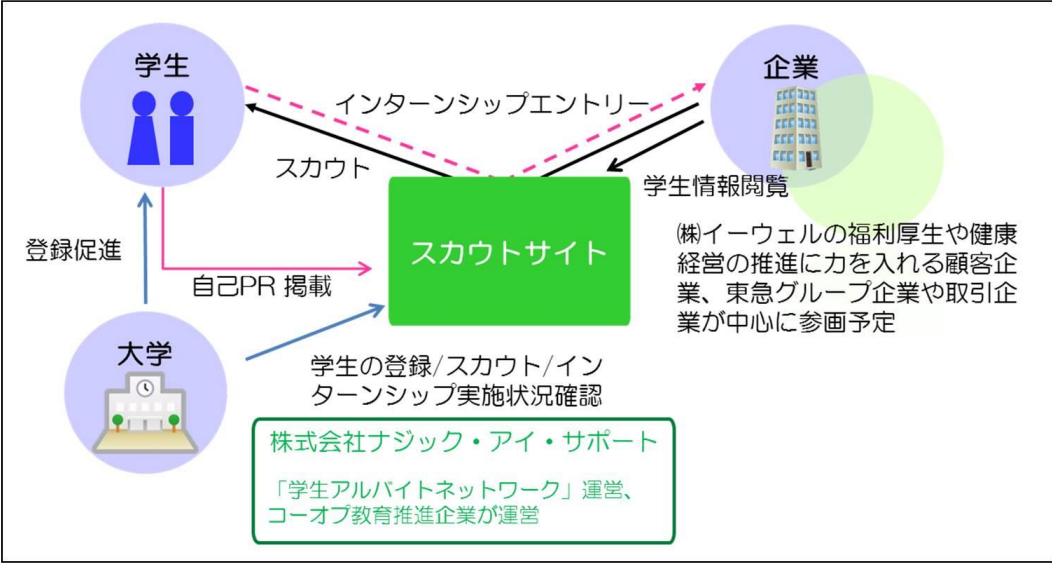 学生
企業
インターンシップエントリー
スカウト
学生情報閲覧
登録促進
スカウトサイト
自己PR 掲載
㈱イーウェルの福利厚生や健康
経営の推進に力を入れる顧客企
業、東急グループ企業や取引企
業が中心に参画予定
大学
学生の登録/スカウト/イン
ターンシップ実施状況確認
株式会社ナジック・アイ・サポート
「学生アルバイトネットワーク」運営、
コーオプ教育推進企業が運営